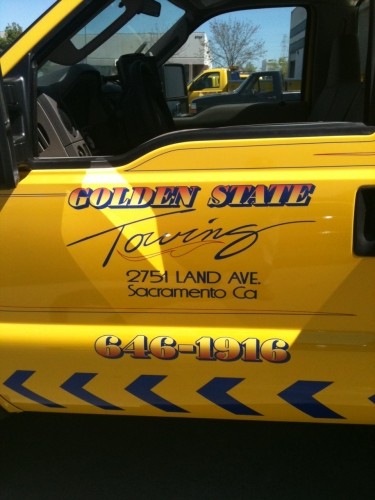 GOLDEN STATE
Towing
2751 LAND AVE.
Sacramento Ca
646-1916